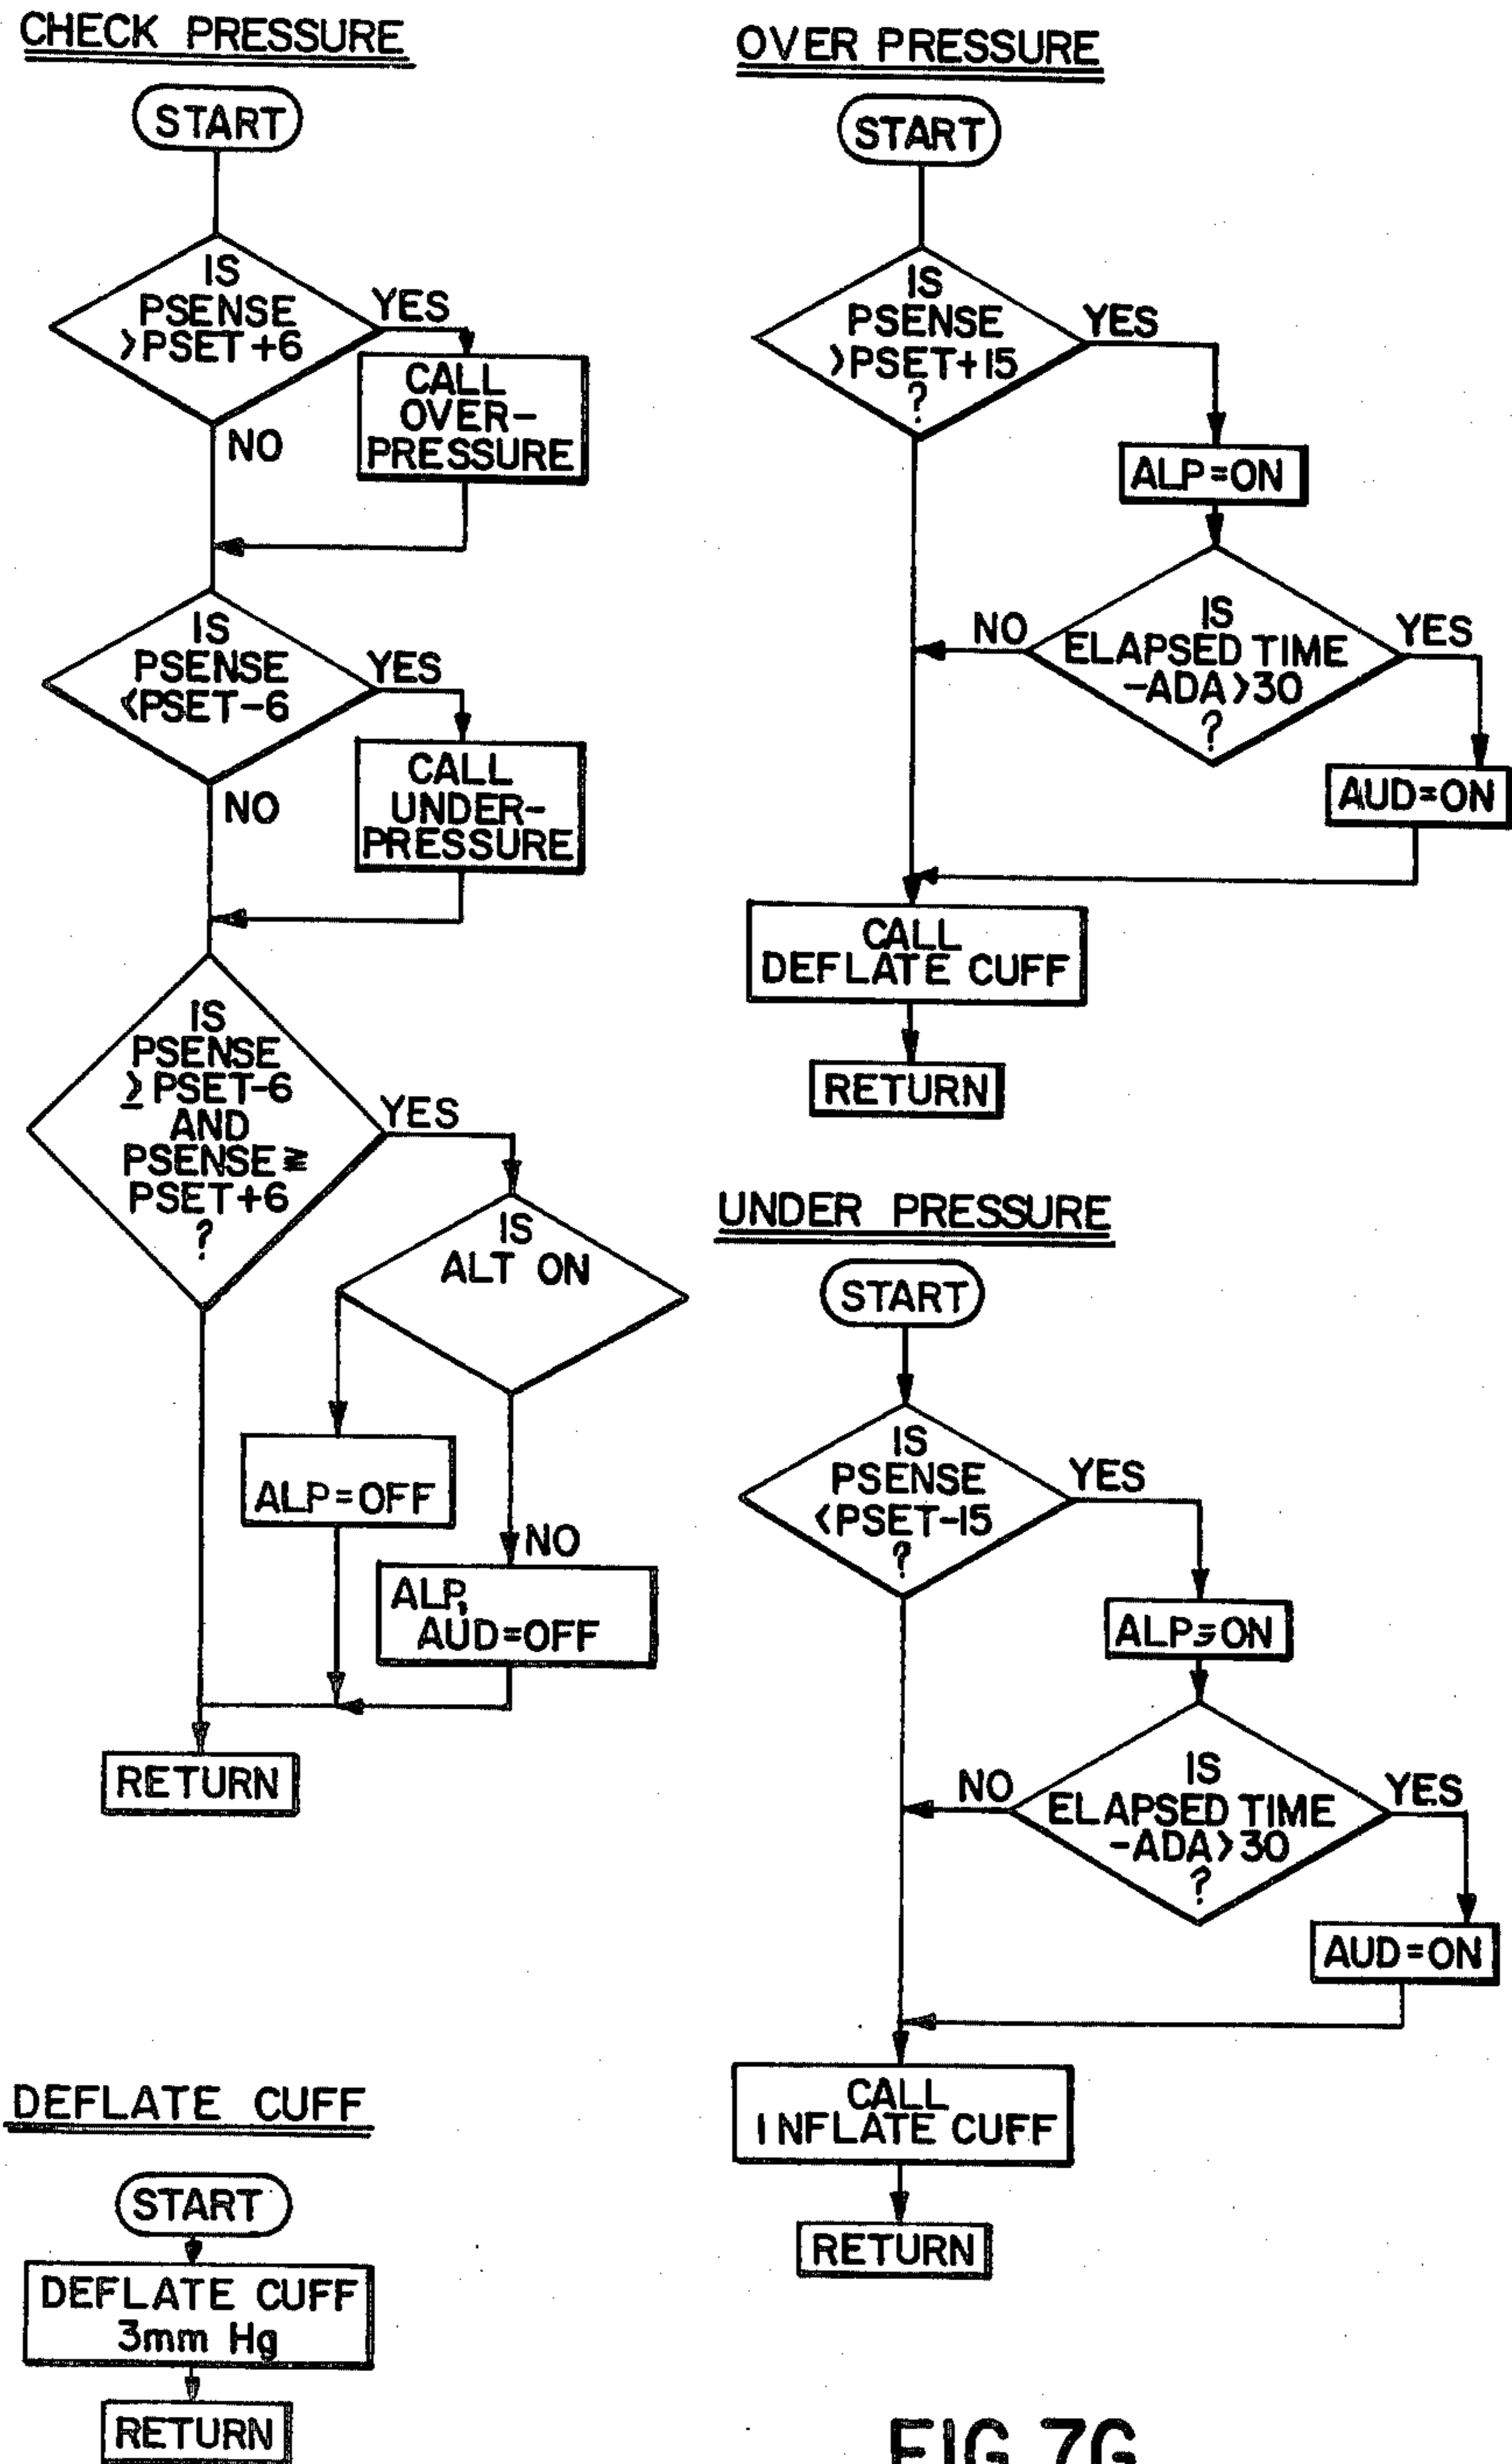 CHECK PRESSURE
START
IS
PSENSE
>PSET+6
YES
CALL
OVER-
PRESSURE
NO
IS
PSENSE
<PSET-6
YES
CALL
UNDER-
PRESSURE
NO
IS
PSENSE
≥PSET-6
AND
PSENSE≥
PSET+6
?
YES
IS
ALT ON
ALP=OFF
NO
ALP,
AUD=OFF
RETURN
DEFLATE CUFF
START
DEFLATE CUFF
3mm Hg
RETURN
OVER PRESSURE
START
IS
PSENSE
>PSET+15
?
YES
ALP=ON
IS
ELAPSED TIME
-ADA>30
?
NO
YES
AUD=ON
CALL
DEFLATE CUFF
RETURN
UNDER PRESSURE
START
IS
PSENSE
<PSET-15
?
YES
ALP=ON
IS
ELAPSED TIME
-ADA>30
?
NO
YES
AUD=ON
CALL
INFLATE CUFF
RETURN
FIG. 7G